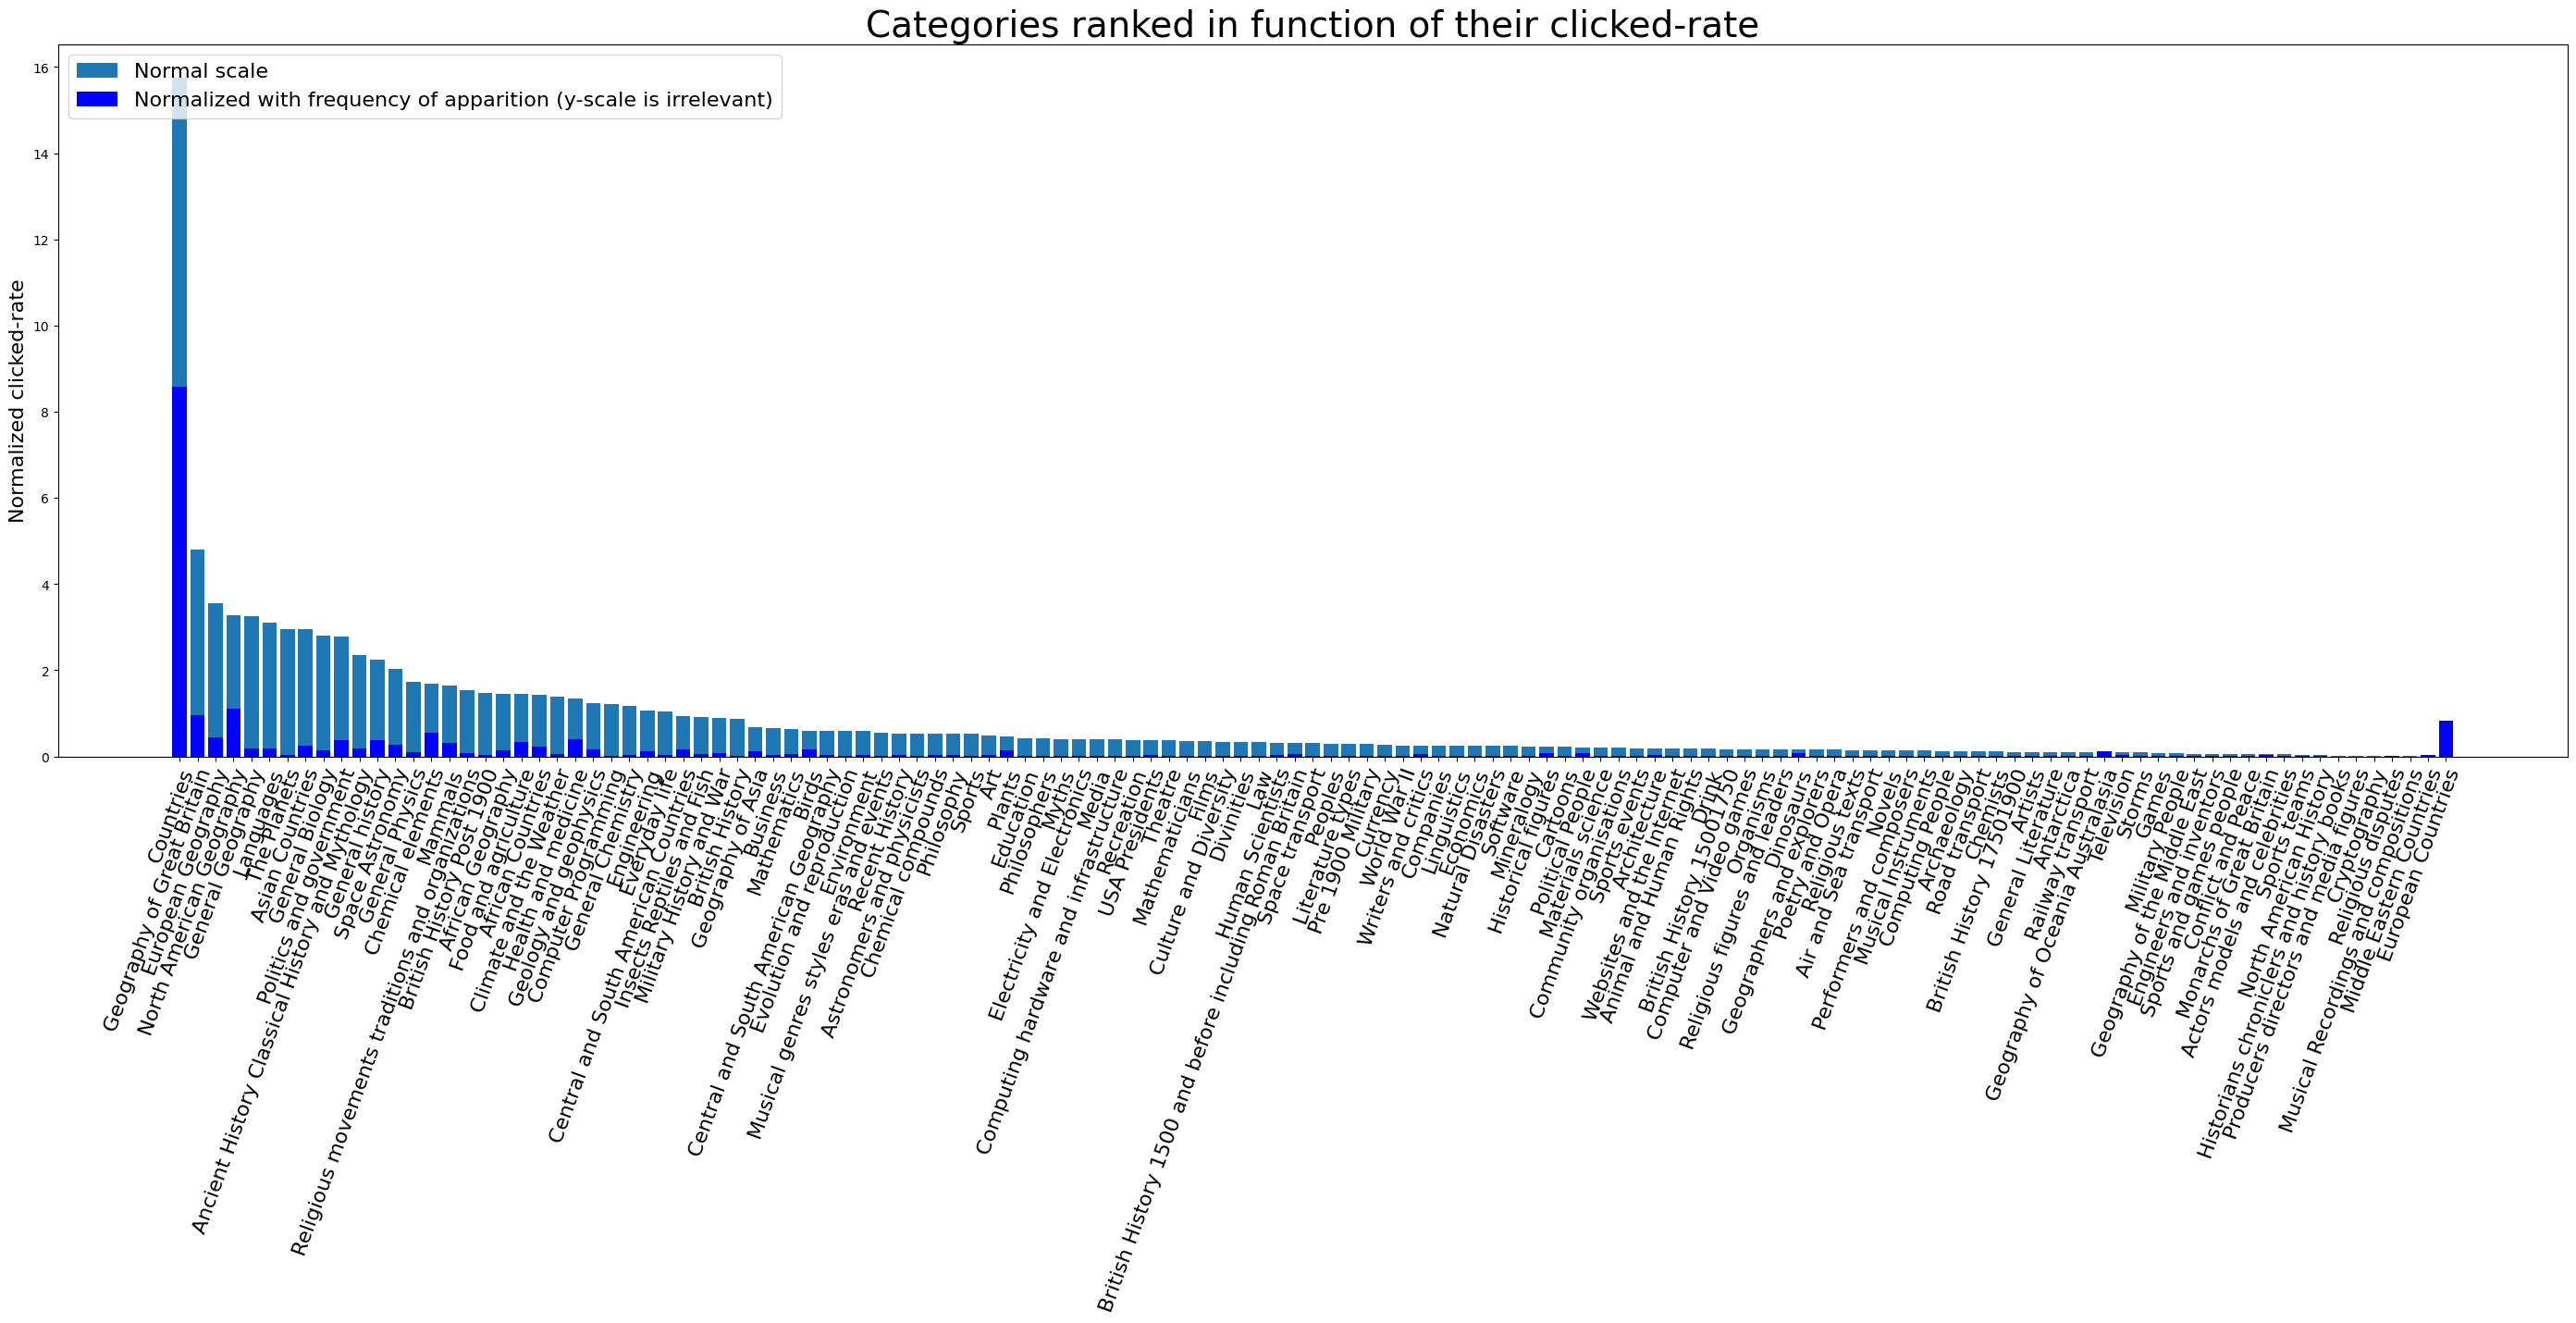 Categories ranked in function of their clicked-rate
Normal scale
Normalized with frequency of apparition (y-scale is irrelevant)
Normalized clicked-rate
16
14
12
10
8
6
4
2
0
Countries
Geography of Great Britain
European Geography
North American Geography
General Geography
Languages
The Planets
Asian Countries
General Biology
Politics and government
Ancient History Classical History and Mythology
General history
Space Astronomy
General Physics
Chemical elements
Mammals
Religious movements traditions and organizations
British History Post 1900
African Geography
Food and agriculture
African Countries
Climate and the Weather
Health and medicine
Geology and geophysics
Computer Programming
General Chemistry
Engineering
Everyday life
Central and South American Countries
Insects Reptiles and Fish
Military History and War
British History
Geography of Asia
Business
Mathematics
Birds
Central and South American Geography
Evolution and reproduction
Environment
Musical genres styles eras and events
Recent History
Astronomers and physicists
Chemical compounds
Philosophy
Sports
Art
Plants
Education
Philosophers
Myths
Electricity and Electronics
Media
Computing hardware and infrastructure
Recreation
USA Presidents
Theatre
Mathematicians
Films
Culture and Diversity
Divinities
Law
Human Scientists
British History 1500 and before including Roman Britain
Space transport
Peoples
Literature types
Pre 1900 Military
Currency
World War II
Writers and critics
Companies
Linguistics
Economics
Natural Disasters
Software
Mineralogy
Historical figures
Cartoons
Political People
Materials science
Community organisations
Sports events
Architecture
Websites and the Internet
Animal and Human Rights
Drink
British History 15001750
Computer and Video games
Organisms
Religious figures and leaders
Dinosaurs
Geographers and explorers
Poetry and Opera
Religious texts
Air and Sea transport
Novels
Performers and composers
Musical Instruments
Computing People
Archaeology
Road transport
Chemists
British History 17501900
Artists
General Literature
Antarctica
Railway transport
Geography of Oceania Australasia
Television
Storms
Games
Military People
Geography of the Middle East
Engineers and inventors
Sports and games people
Conflict and Peace
Monarchs of Great Britain
Actors models and celebrities
Sports teams
North American History
Historians chroniclers and history books
Producers directors and media figures
Cryptography
Religious disputes
Musical Recordings and compositions
Middle Eastern Countries
European Countries